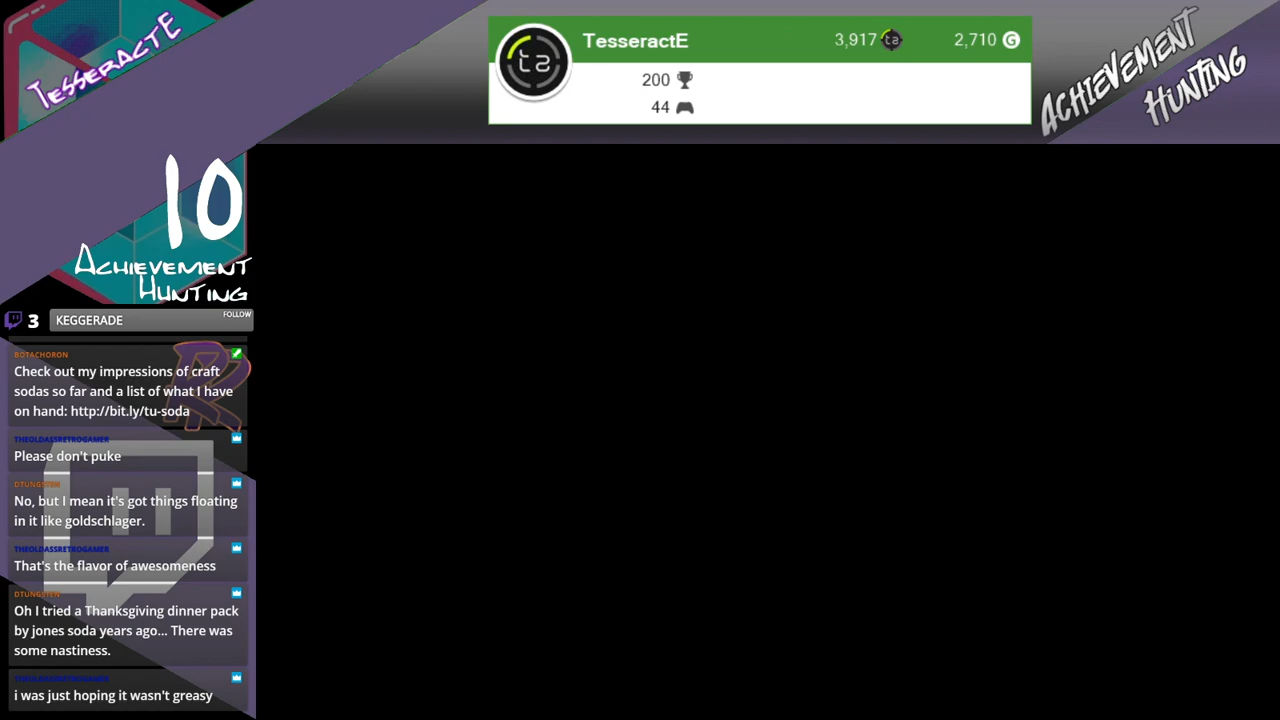 TESSERACTE
TesseractE
3,917
2,710 G
200
44
ACHIEVEMENT
HUNTING
10
ACHIEVEMENT
HUNTING
3
KEGGERADE
FOLLOW
BOTACHORON
Check out my impressions of craft
sodas so far and a list of what I have
on hand: http://bit.ly/tu-soda
THEOLDASSRETROGAMER
Please don't puke
DTUNGSTEN
No, but I mean it's got things floating
in it like goldschlager.
THEOLDASSRETROGAMER
That's the flavor of awesomeness
DTUNGSTEN
Oh I tried a Thanksgiving dinner pack
by jones soda years ago... There was
some nastiness.
THEOLDASSRETROGAMER
i was just hoping it wasn't greasy